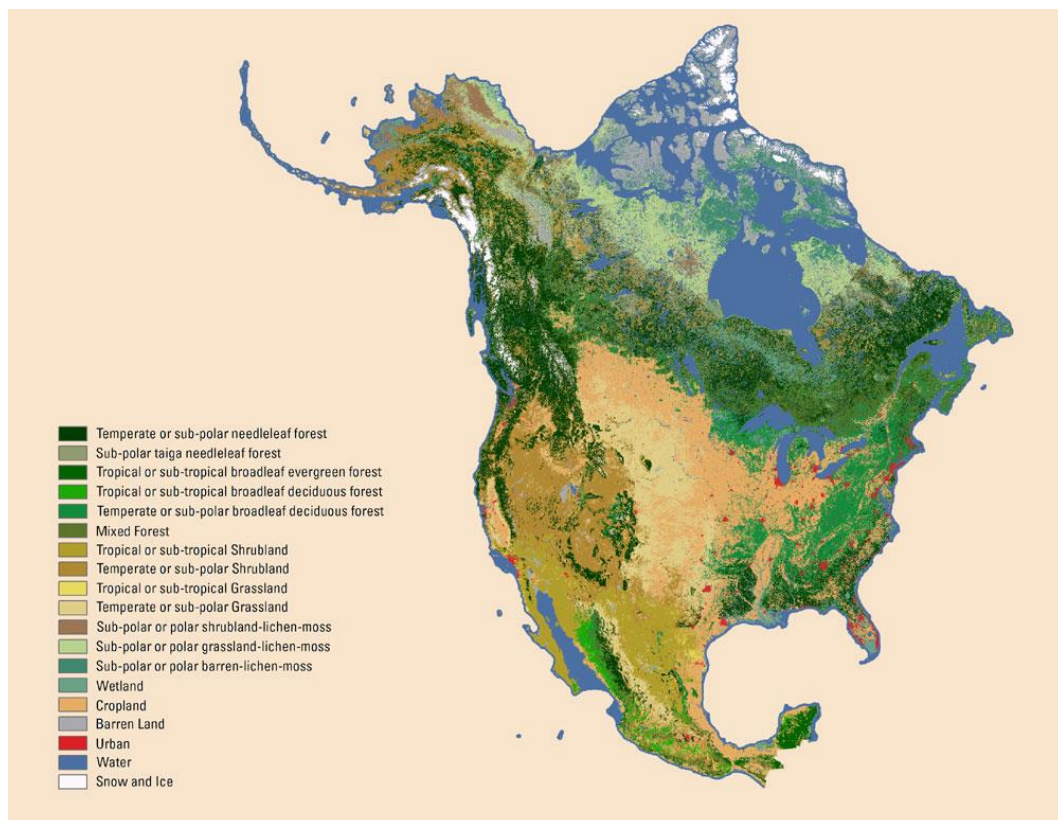 Temperate or sub-polar needleleaf forest
Sub-polar taiga needleleaf forest
Tropical or sub-tropical broadleaf evergreen forest
Tropical or sub-tropical broadleaf deciduous forest
Temperate or sub-polar broadleaf deciduous forest
Mixed Forest
Tropical or sub-tropical Shrubland
Temperate or sub-polar Shrubland
Tropical or sub-tropical Grassland
Temperate or sub-polar Grassland
Sub-polar or polar shrubland-lichen-moss
Sub-polar or polar grassland-lichen-moss
Sub-polar or polar barren-lichen-moss
Wetland
Cropland
Barren Land
Urban
Water
Snow and Ice